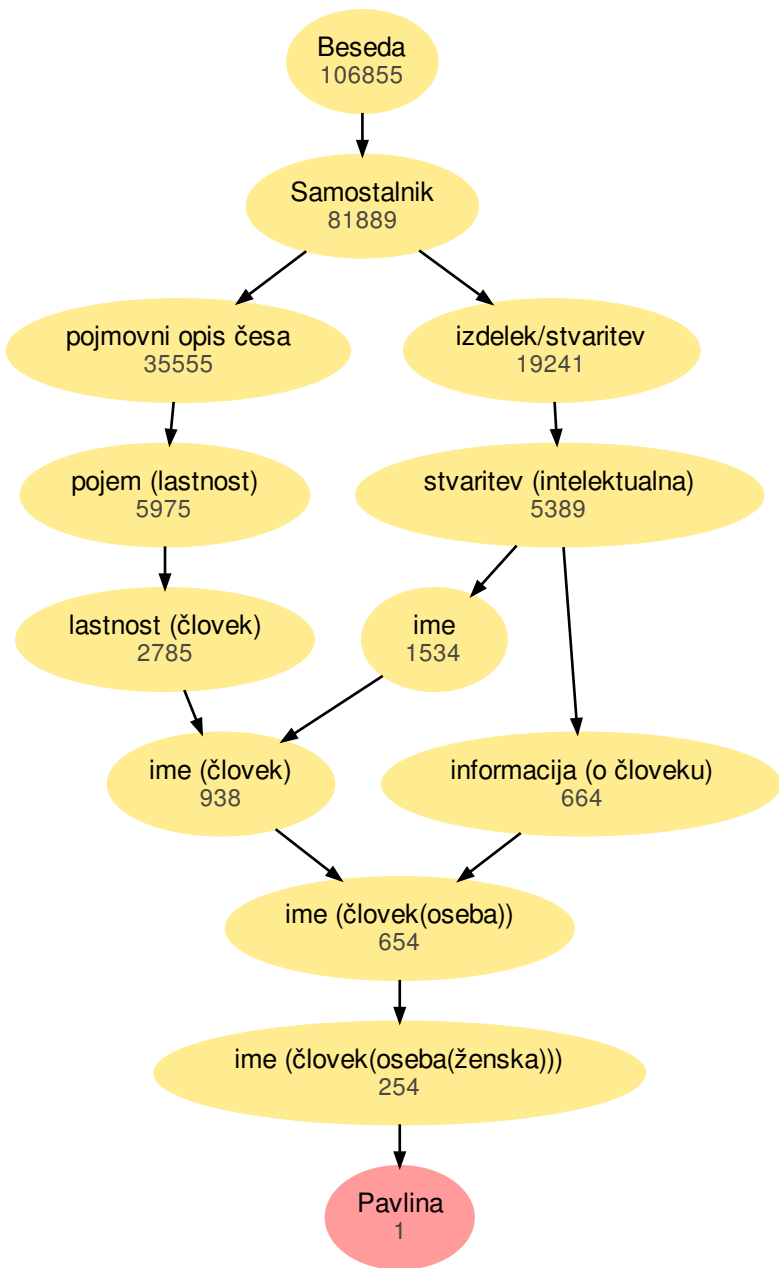 Beseda
106855
Samostalnik
81889
pojmovni opis česa
35555
izdelek/stvaritev
19241
pojem (lastnost)
5975
stvaritev (intelektualna)
5389
lastnost (človek)
2785
ime
1534
ime (človek)
938
informacija (o človeku)
664
ime (človek(oseba))
654
ime (človek(oseba(ženska)))
254
Pavlina
1